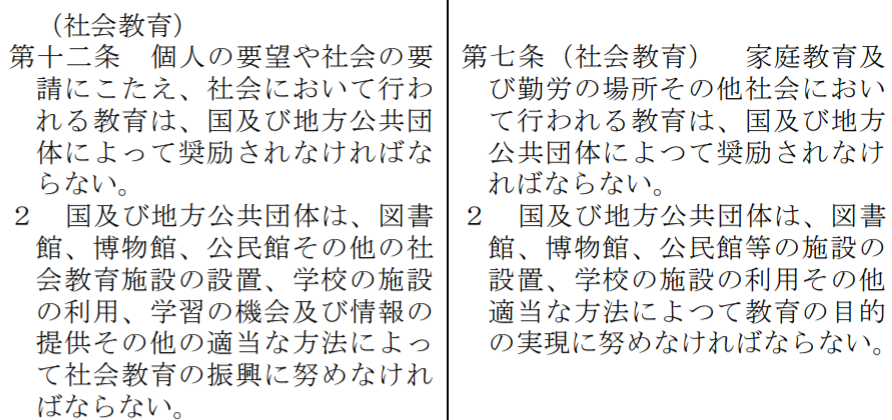 （社会教育）
第十二条　個人の要望や社会の要
請にこたえ、社会において行わ
れる教育は、国及び地方公共団
体によって奨励されなければな
らない。
２　国及び地方公共団体は、図書
館、博物館、公民館その他の社
会教育施設の設置、学校の施設
の利用、学習の機会及び情報の
提供その他の適当な方法によっ
て社会教育の振興に努めなけれ
ばならない。
第七条（社会教育）　家庭教育及
び勤労の場所その他社会におい
て行われる教育は、国及び地方
公共団体によつて奨励されなけ
ればならない。
２　国及び地方公共団体は、図書
館、博物館、公民館等の施設の
設置、学校の施設の利用その他
適当な方法によつて教育の目的
の実現に努めなければならない。